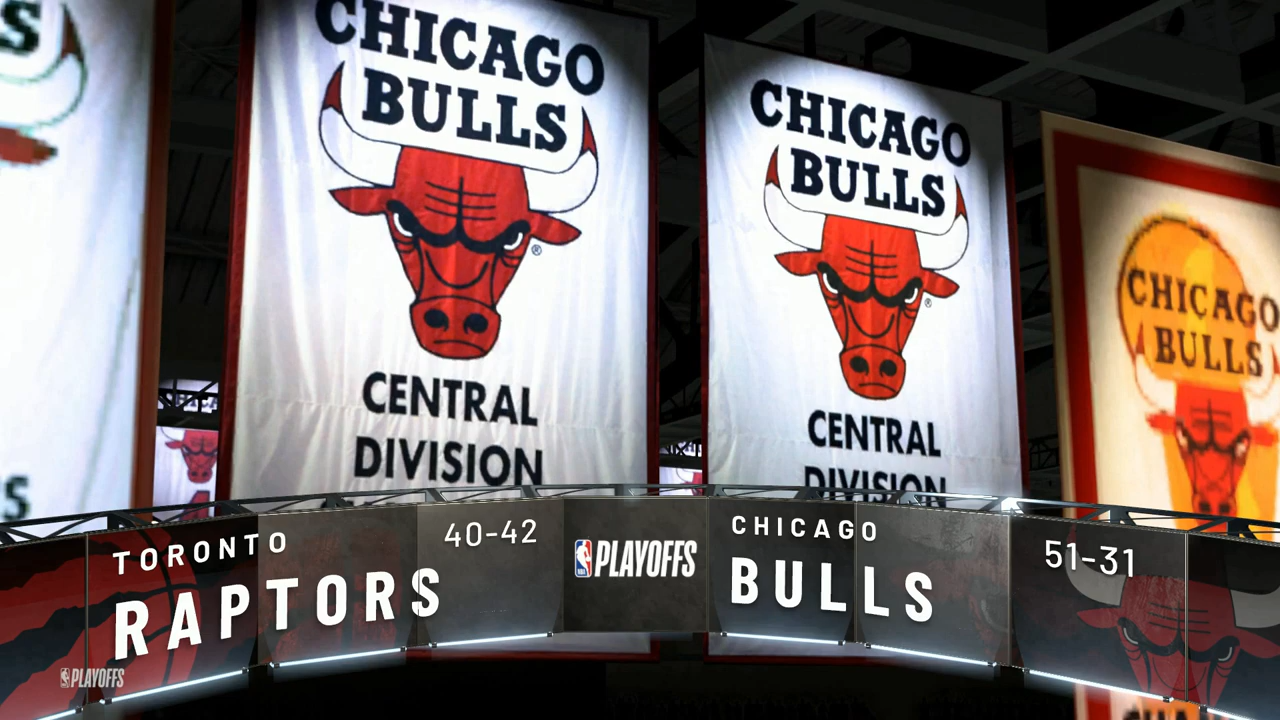 CHICAGO
BULLS
CENTRAL
DIVISION
CHICAGO
BULLS
®
CENTRAL
DIVISION
®
CHICAGO
BULLS
TORONTO
RAPTORS
40-42
NBA
PLAYOFFS
CHICAGO
BULLS
51-31
PLAYOFFS